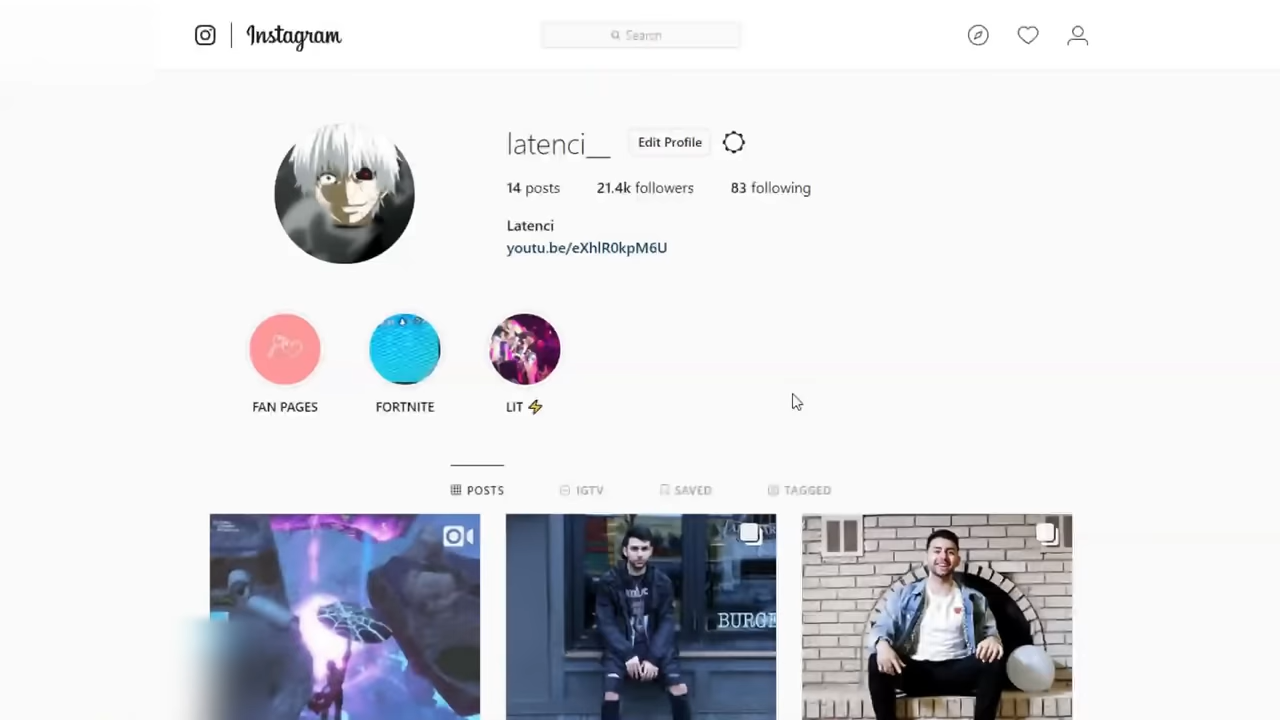 Instagram
Search
latenci__ Edit Profile
14 posts 21.4k followers 83 following
Latenci
youtu.be/eXhlR0kpM6U
FAN PAGES FORTNITE LIT ⚡
POSTS IGTV SAVED TAGGED
BURGE